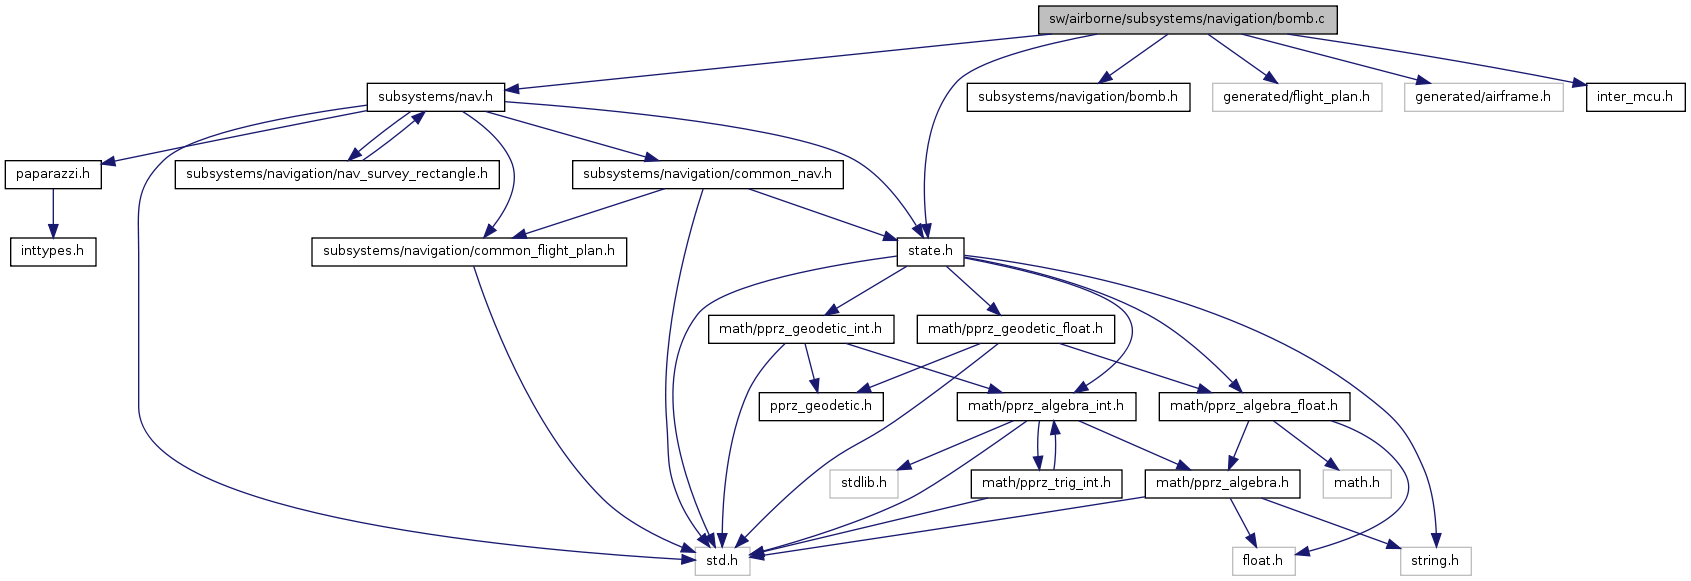 sw/airborne/subsystems/navigation/bomb.c
subsystems/nav.h
subsystems/navigation/bomb.h
generated/flight_plan.h
generated/airframe.h
inter_mcu.h
paparazzi.h
subsystems/navigation/nav_survey_rectangle.h
subsystems/navigation/common_nav.h
inttypes.h
subsystems/navigation/common_flight_plan.h
state.h
math/pprz_geodetic_int.h
math/pprz_geodetic_float.h
pprz_geodetic.h
math/pprz_algebra_int.h
math/pprz_algebra_float.h
stdlib.h
math/pprz_trig_int.h
math/pprz_algebra.h
math.h
std.h
float.h
string.h